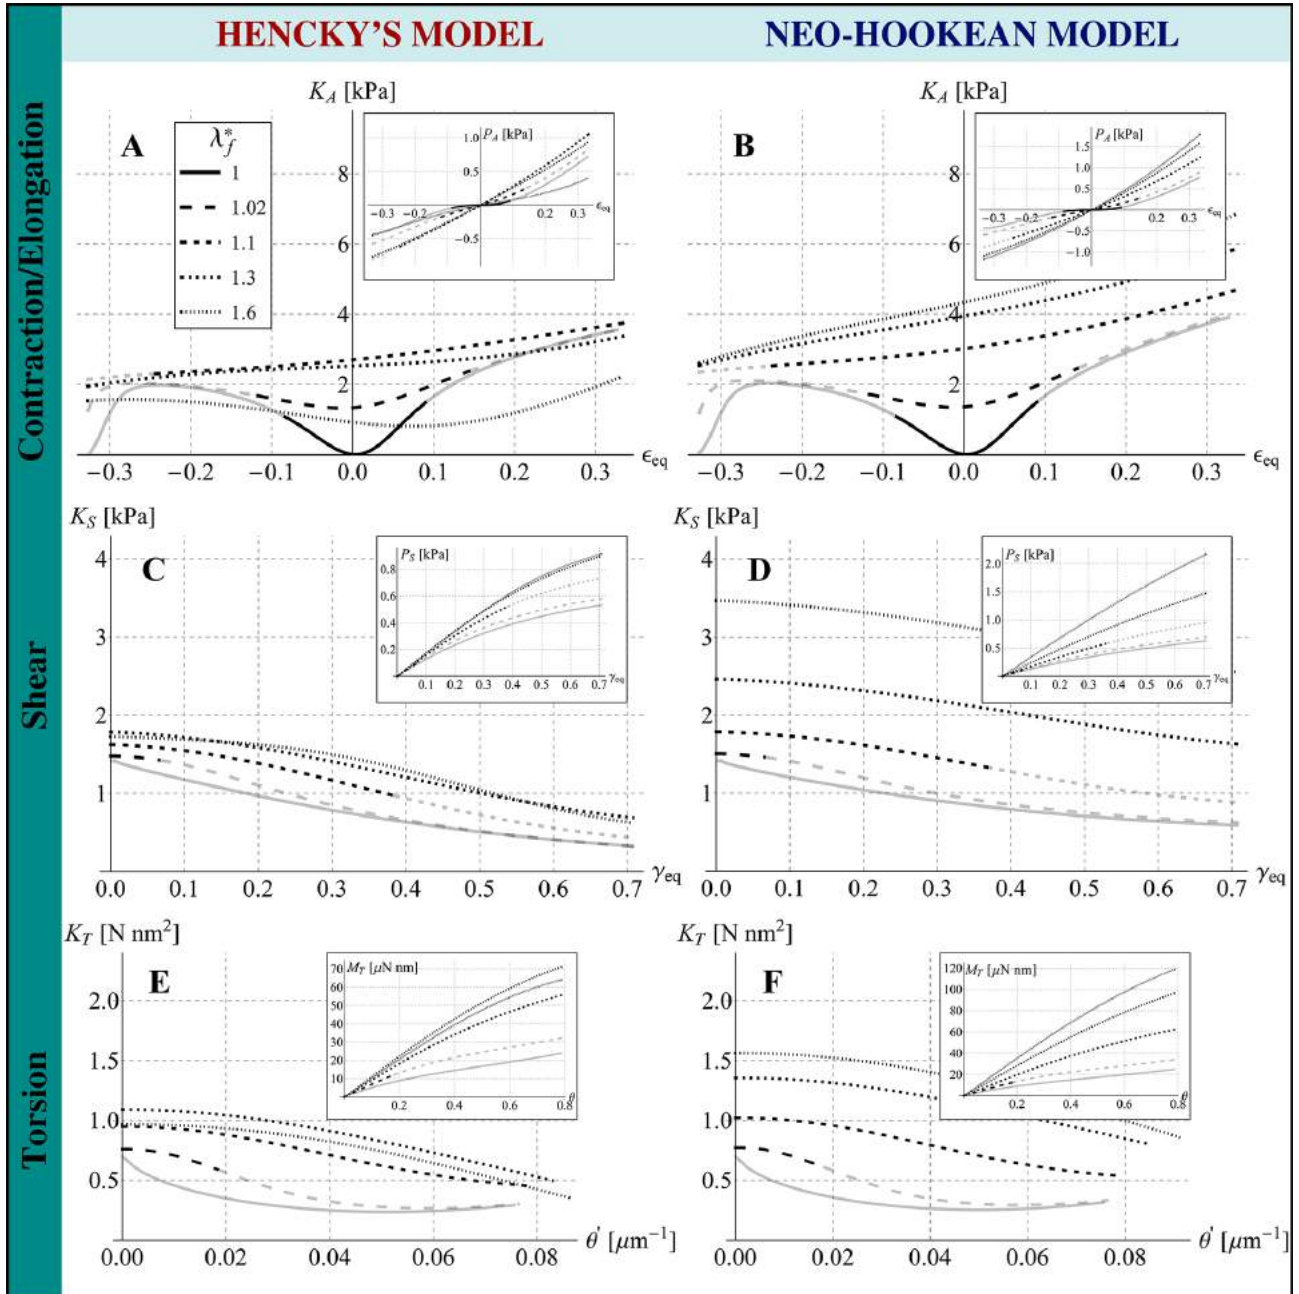 HENCKY'S MODEL
NEO-HOOKEAN MODEL
Contraction/Elongation
K_A [kPa]
A
λ*_f
1
1.02
1.1
1.3
1.6
8
6
4
2
−0.3 −0.2 −0.1 0.0 0.1 0.2 0.3 ϵ_eq
P_A [kPa]
1.0
0.5
−0.3 −0.2 0.2 0.3 ϵ_eq
−0.5
K_A [kPa]
B
8
6
4
2
−0.3 −0.2 −0.1 0.0 0.1 0.2 0.3 ϵ_eq
P_A [kPa]
1.5
1.0
0.5
−0.3 −0.2 0.2 0.3 ϵ_eq
−0.5
−1.0
Shear
K_S [kPa]
C
4
3
2
1
0.0 0.1 0.2 0.3 0.4 0.5 0.6 0.7 γ_eq
P_S [kPa]
0.8
0.6
0.4
0.2
0.1 0.2 0.3 0.4 0.5 0.6 0.7 γ_eq
K_S [kPa]
D
4
3
2
1
0.0 0.1 0.2 0.3 0.4 0.5 0.6 0.7 γ_eq
P_S [kPa]
2.0
1.5
1.0
0.5
0.1 0.2 0.3 0.4 0.5 0.6 0.7 γ_eq
Torsion
K_T [N nm²]
E
2.0
1.5
1.0
0.5
0.00 0.02 0.04 0.06 0.08 θ' [μm⁻¹]
M_T [μN nm]
70
60
50
40
30
20
10
0.2 0.4 0.6 0.8 θ
K_T [N nm²]
F
2.0
1.5
1.0
0.5
0.00 0.02 0.04 0.06 0.08 θ' [μm⁻¹]
M_T [μN nm]
120
100
80
60
40
20
0.2 0.4 0.6 0.8 θ